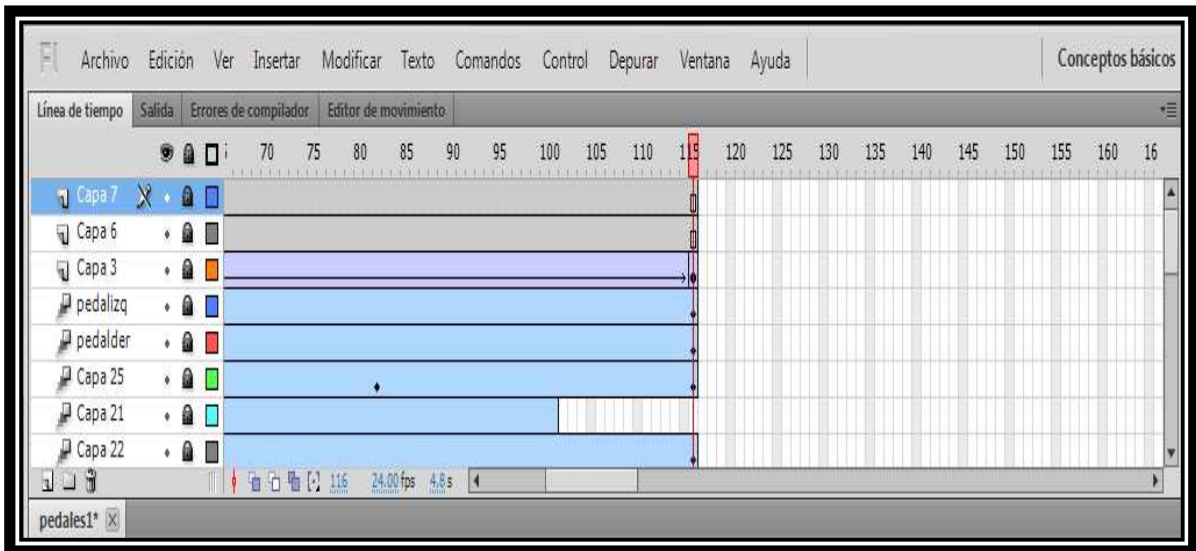 Fl Archivo Edición Ver Insertar Modificar Texto Comandos Control Depurar Ventana Ayuda Conceptos básicos
Línea de tiempo Salida Errores de compilador Editor de movimiento
70 75 80 85 90 95 100 105 110 115 120 125 130 135 140 145 150 155 160 16
Capa 7
Capa 6
Capa 3
pedalizq
pedalder
Capa 25
Capa 21
Capa 22
116 24.00 fps 4.8 s
pedales1*